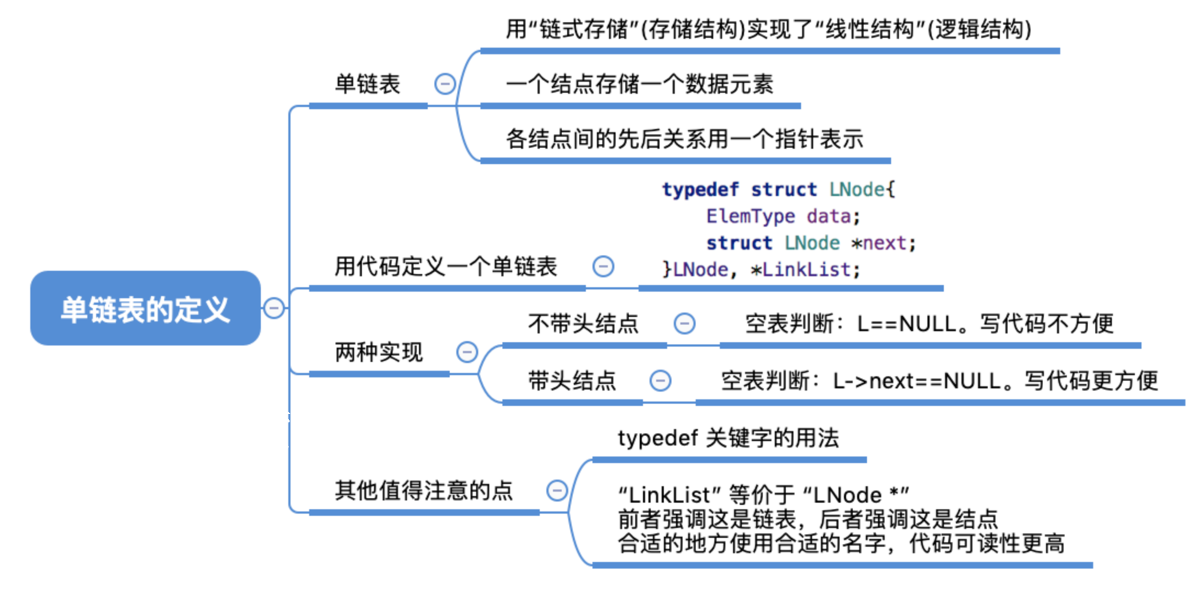 单链表的定义
单链表
用“链式存储”(存储结构)实现了“线性结构”(逻辑结构)
一个结点存储一个数据元素
各结点间的先后关系用一个指针表示
用代码定义一个单链表
typedef struct LNode{
    ElemType data;
    struct LNode *next;
}LNode, *LinkList;
两种实现
不带头结点
空表判断：L==NULL。写代码不方便
带头结点
空表判断：L->next==NULL。写代码更方便
其他值得注意的点
typedef 关键字的用法
“LinkList” 等价于 “LNode *”
前者强调这是链表，后者强调这是结点
合适的地方使用合适的名字，代码可读性更高